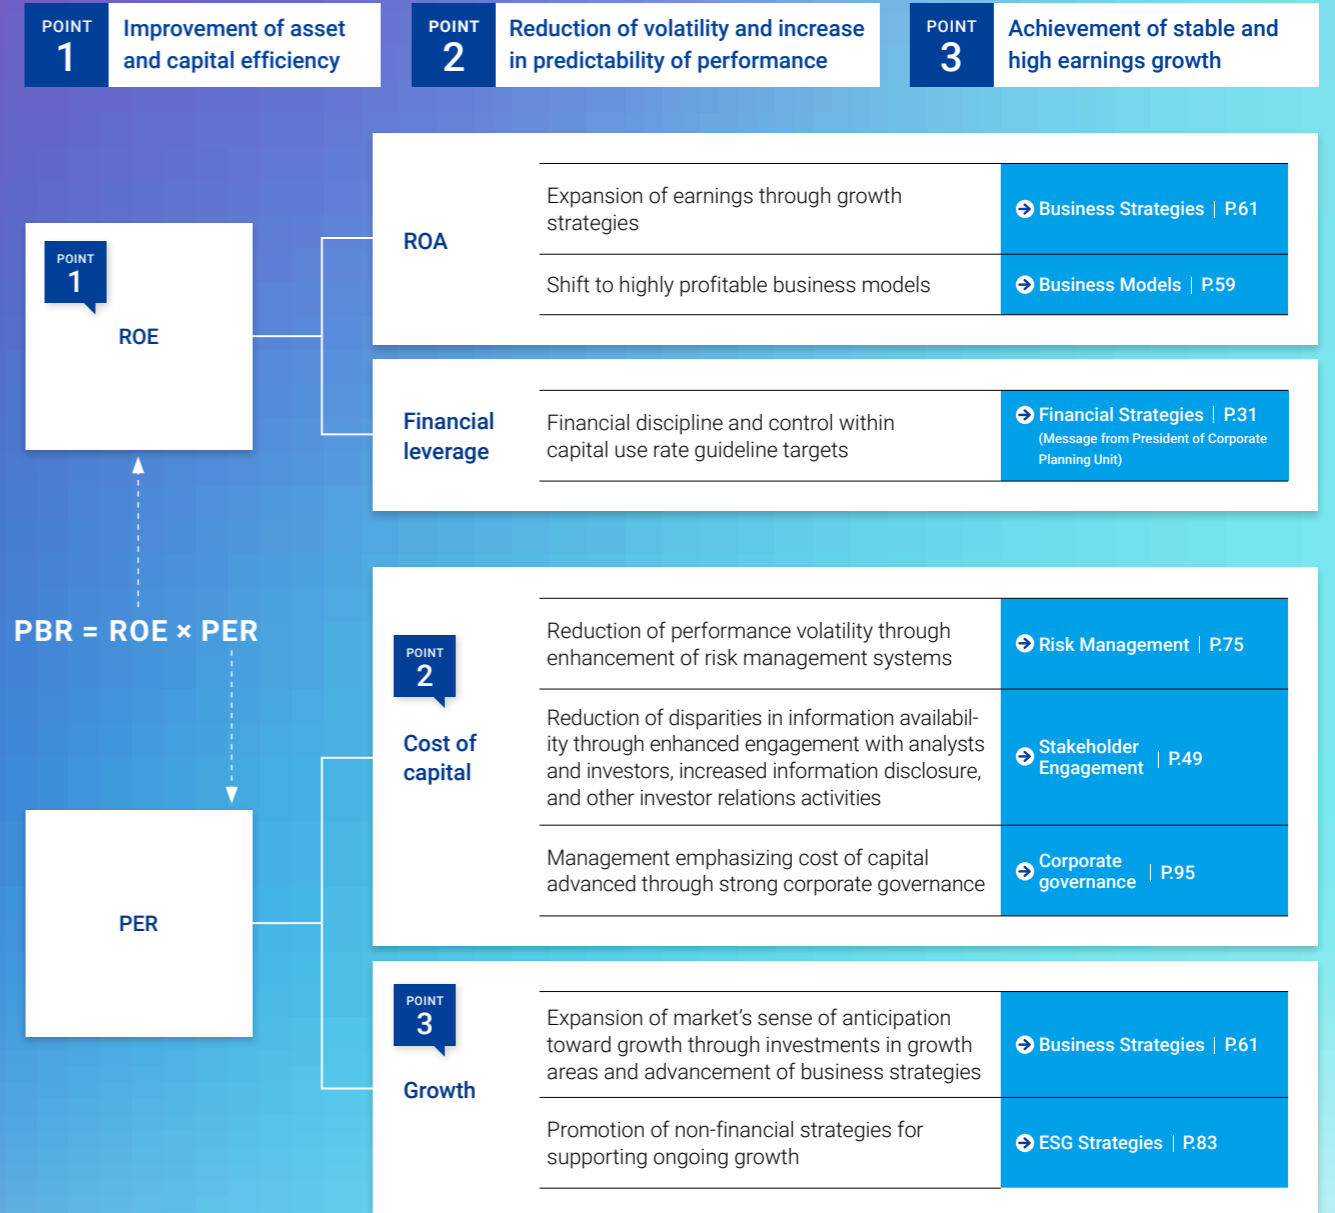 POINT
1
Improvement of asset
and capital efficiency
POINT
2
Reduction of volatility and increase
in predictability of performance
POINT
3
Achievement of stable and
high earnings growth
POINT
1
ROE
ROA
Expansion of earnings through growth
strategies
Business Strategies | P.61
Shift to highly profitable business models
Business Models | P.59
Financial
leverage
Financial discipline and control within
capital use rate guideline targets
Financial Strategies | P.31
(Message from President of Corporate
Planning Unit)
PBR = ROE × PER
PER
POINT
2
Cost of
capital
Reduction of performance volatility through
enhancement of risk management systems
Risk Management | P.75
Reduction of disparities in information availabil-
ity through enhanced engagement with analysts
and investors, increased information disclosure,
and other investor relations activities
Stakeholder
Engagement | P.49
Management emphasizing cost of capital
advanced through strong corporate governance
Corporate
governance | P.95
POINT
3
Growth
Expansion of market's sense of anticipation
toward growth through investments in growth
areas and advancement of business strategies
Business Strategies | P.61
Promotion of non-financial strategies for
supporting ongoing growth
ESG Strategies | P.83